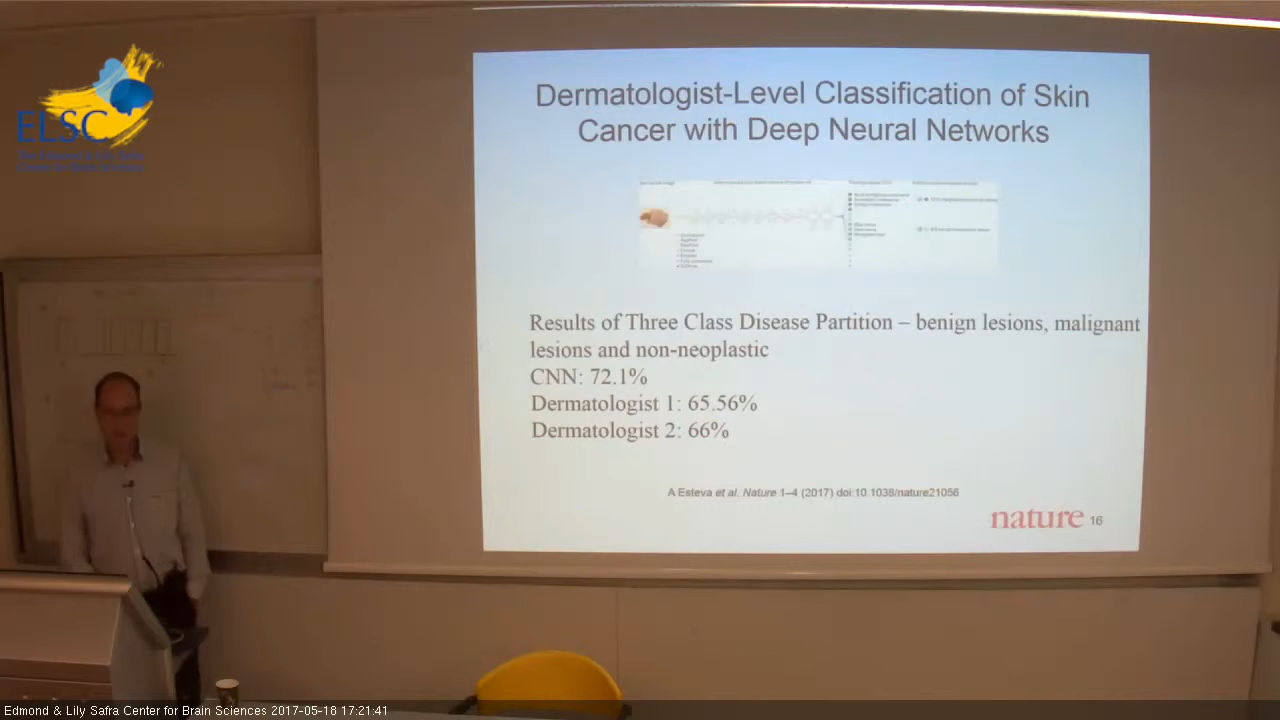 ELSC
Dermatologist-Level Classification of Skin
Cancer with Deep Neural Networks
Results of Three Class Disease Partition – benign lesions, malignant
lesions and non-neoplastic
CNN: 72.1%
Dermatologist 1: 65.56%
Dermatologist 2: 66%
A Esteva et al. Nature 1–4 (2017) doi:10.1038/nature21056
nature 16
Edmond & Lily Safra Center for Brain Sciences 2017-05-18 17:21:41